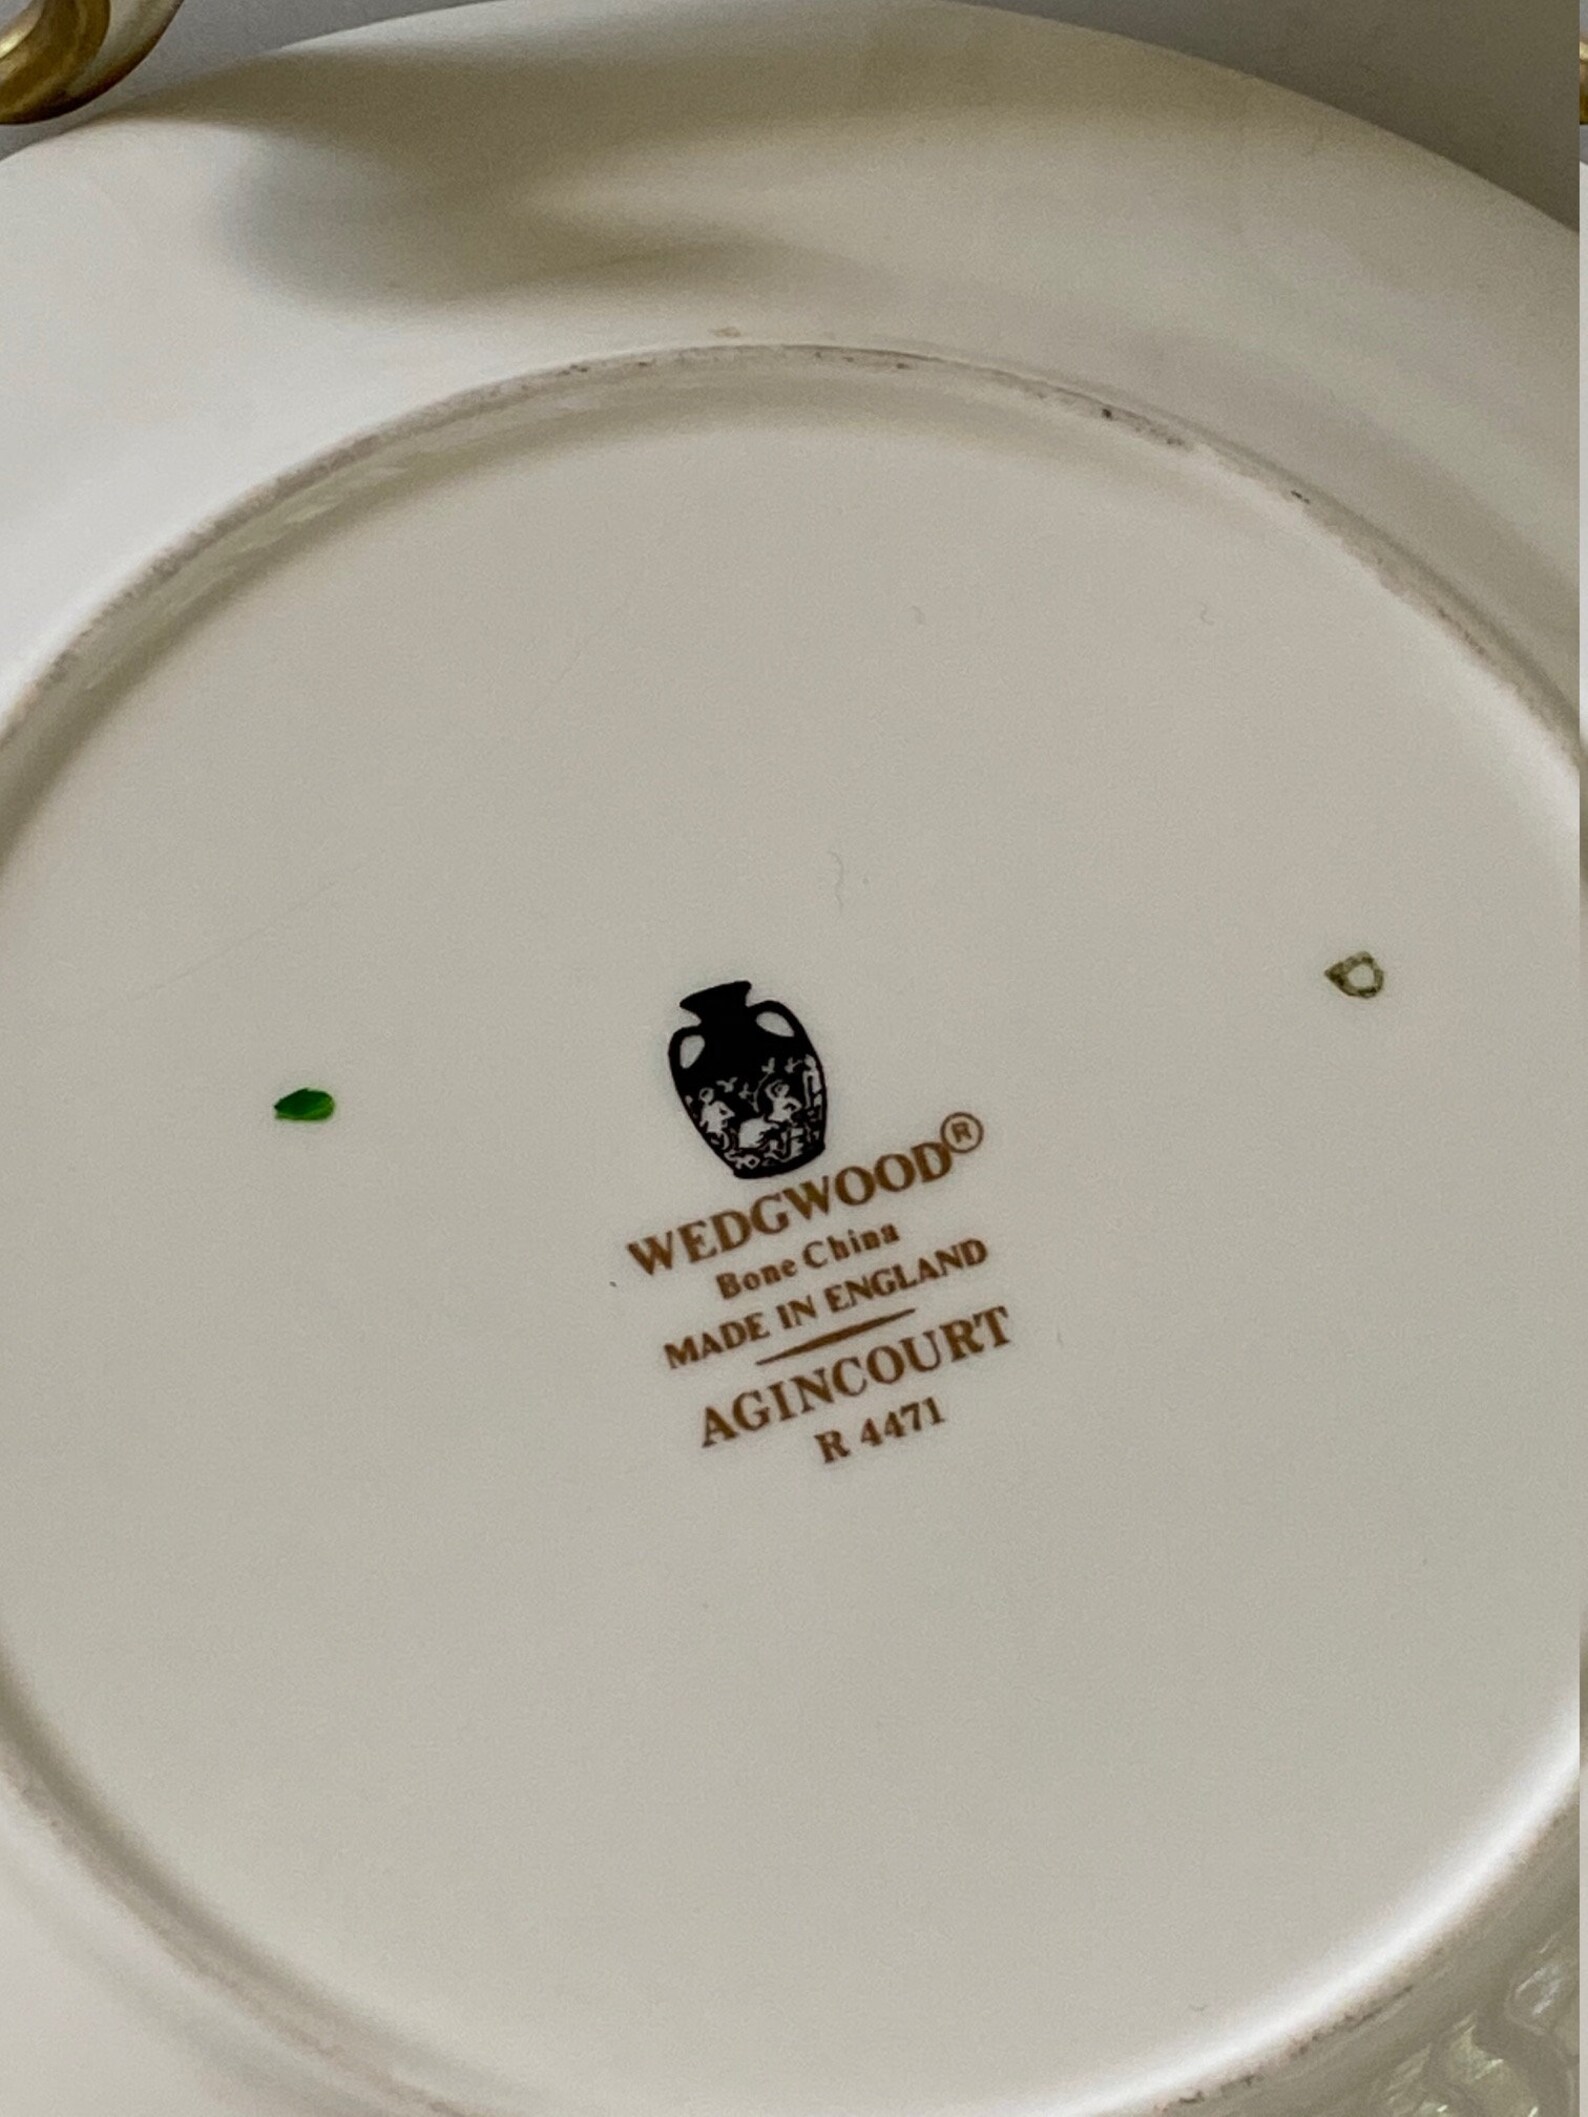 WEDGWOOD®
Bone China
MADE IN ENGLAND
AGINCOURT
R 4471